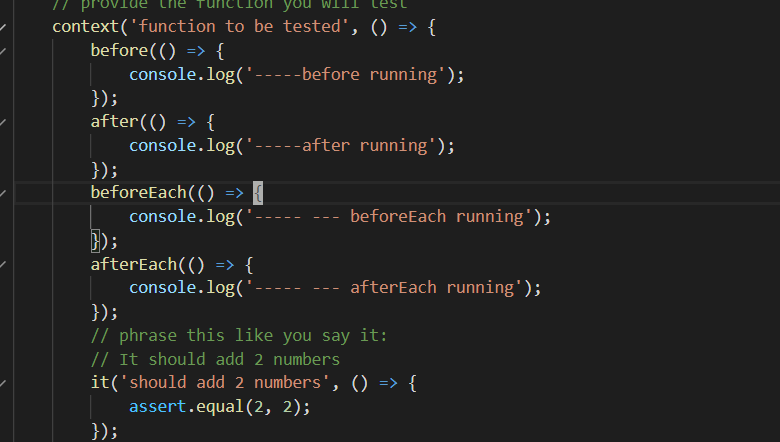 // provide the function you will test
context('function to be tested', () => {
before(() => {
console.log('-----before running');
});
after(() => {
console.log('-----after running');
});
beforeEach(() => {
console.log('----- --- beforeEach running');
});
afterEach(() => {
console.log('----- --- afterEach running');
});
// phrase this like you say it:
// It should add 2 numbers
it('should add 2 numbers', () => {
assert.equal(2, 2);
});